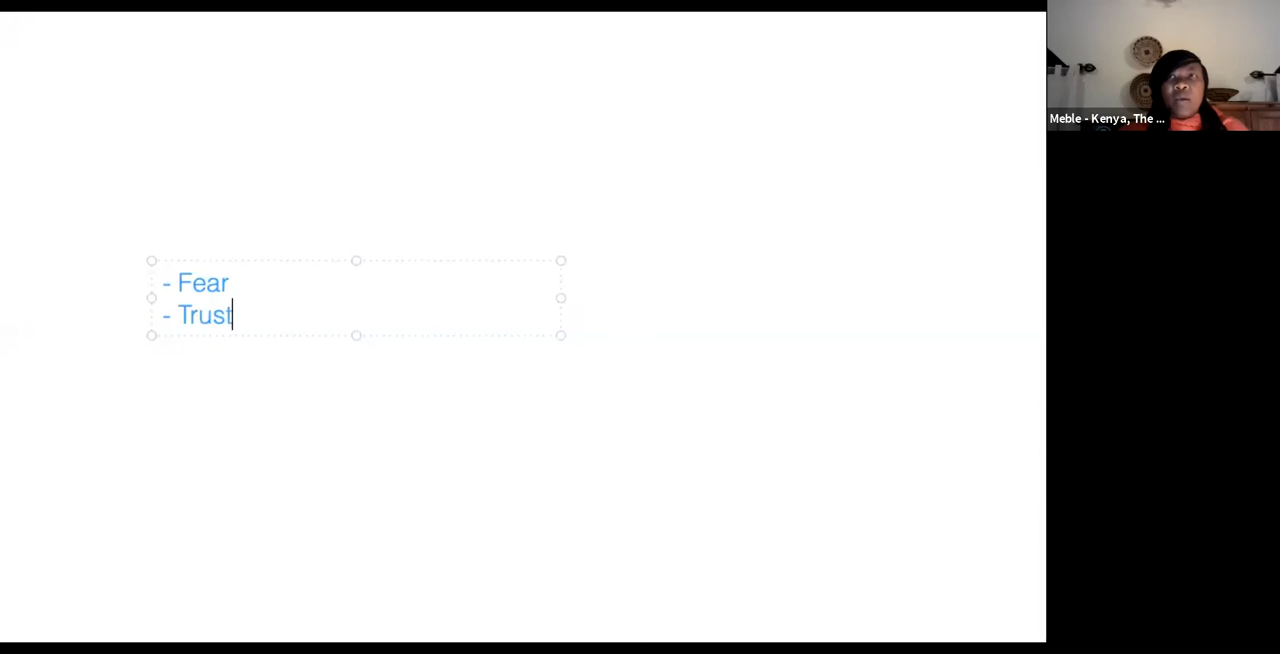 - Fear
- Trust
Meble - Kenya, The ...